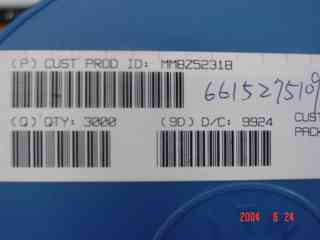 (P) CUST PROD ID: MMBZ5231B
6615275109
(Q) QTY: 3000
(9D) D/C: 9924
CUST
PACK
2004 6 24